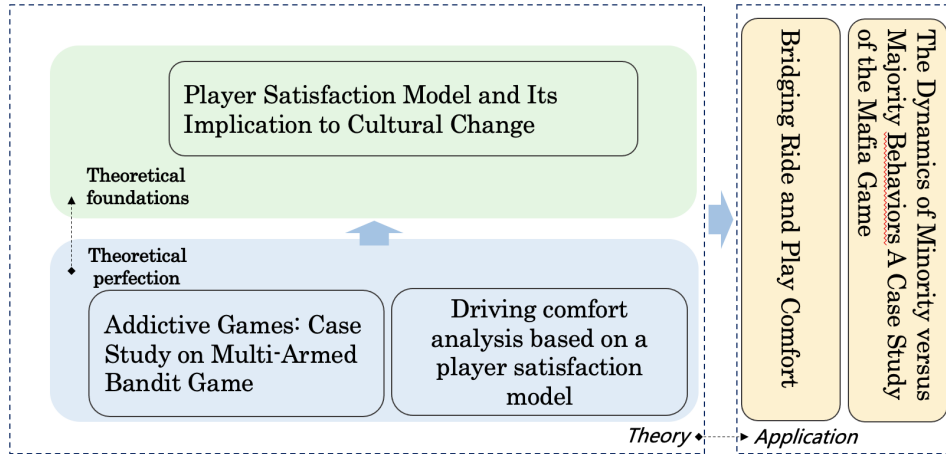 Player Satisfaction Model and Its
Implication to Cultural Change
Theoretical
foundations
Theoretical
perfection
Addictive Games: Case
Study on Multi-Armed
Bandit Game
Driving comfort
analysis based on a
player satisfaction
model
Theory
Application
Bridging Ride and Play Comfort
The Dynamics of Minority versus
Majority Behaviors A Case Study
of the Mafia Game